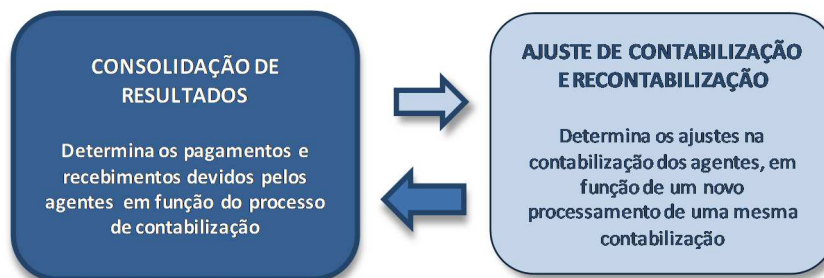 CONSOLIDAÇÃO DE
RESULTADOS
Determina os pagamentos e
recebimentos devidos pelos
agentes em função do processo
de contabilização
AJUSTE DE CONTABILIZAÇÃO
E RECONTABILIZAÇÃO
Determina os ajustes na
contabilização dos agentes, em
função de um novo
processamento de uma mesma
contabilização